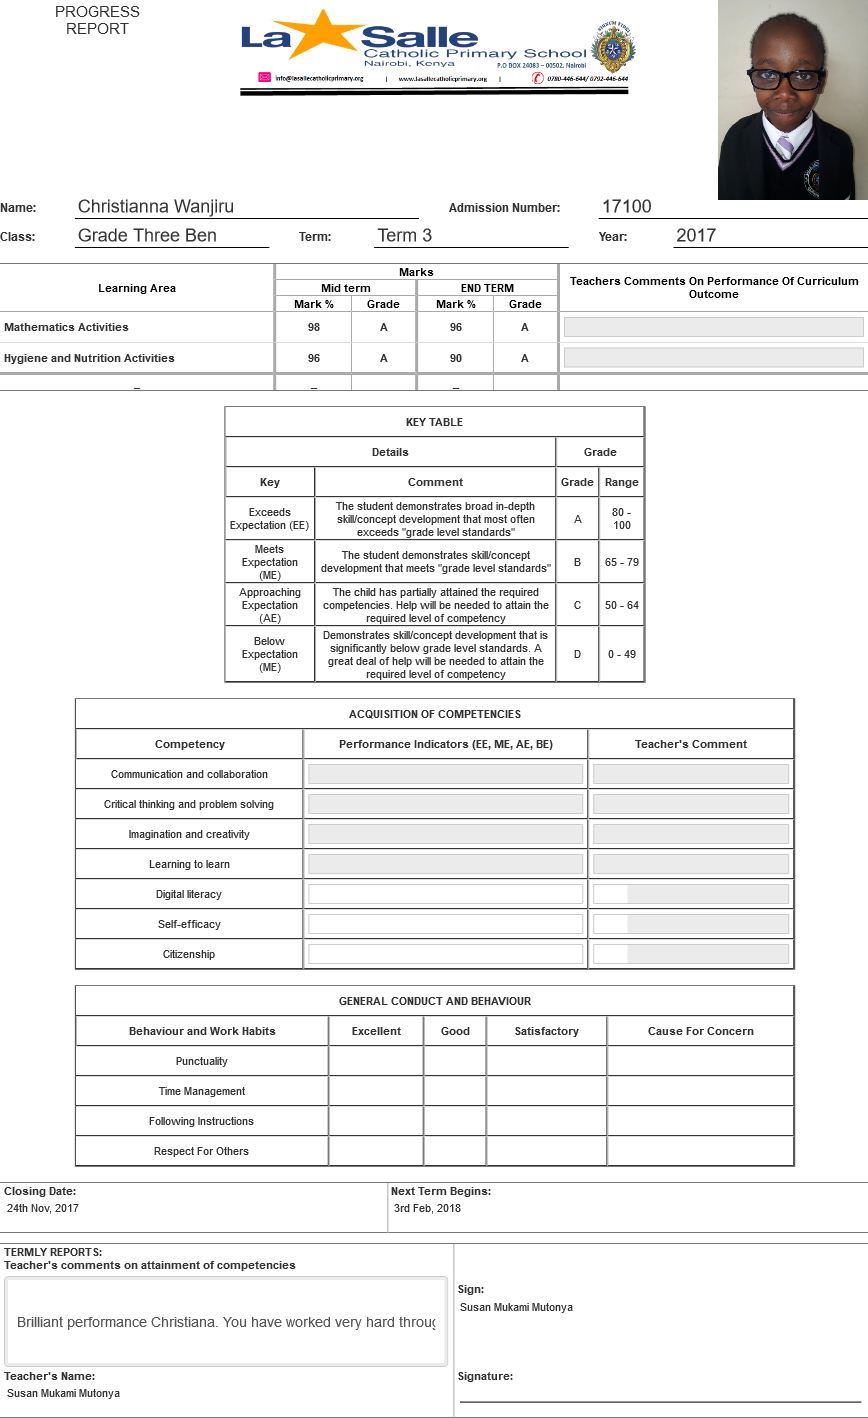 PROGRESS
REPORT
La Salle
Catholic Primary School
Nairobi, Kenya
P.O BOX 24083 – 00502, Nairobi
info@lasallecatholicprimary.org | www.lasallecatholicprimary.org | 0780-446-644/ 0792-446-644
Name: Christianna Wanjiru Admission Number: 17100
Class: Grade Three Ben Term: Term 3 Year: 2017
Learning Area Marks Teachers Comments On Performance Of Curriculum Outcome
Mid term END TERM
Mark % Grade Mark % Grade
Mathematics Activities 98 A 96 A
Hygiene and Nutrition Activities 96 A 90 A
_ _ _
KEY TABLE
Details Grade
Key Comment Grade Range
Exceeds Expectation (EE) The student demonstrates broad in-depth skill/concept development that most often exceeds "grade level standards" A 80 - 100
Meets Expectation (ME) The student demonstrates skill/concept development that meets "grade level standards" B 65 - 79
Approaching Expectation (AE) The child has partially attained the required competencies. Help will be needed to attain the required level of competency C 50 - 64
Below Expectation (ME) Demonstrates skill/concept development that is significantly below grade level standards. A great deal of help will be needed to attain the required level of competency D 0 - 49
ACQUISITION OF COMPETENCIES
Competency Performance Indicators (EE, ME, AE, BE) Teacher's Comment
Communication and collaboration
Critical thinking and problem solving
Imagination and creativity
Learning to learn
Digital literacy
Self-efficacy
Citizenship
GENERAL CONDUCT AND BEHAVIOUR
Behaviour and Work Habits Excellent Good Satisfactory Cause For Concern
Punctuality
Time Management
Following Instructions
Respect For Others
Closing Date: Next Term Begins:
24th Nov, 2017 3rd Feb, 2018
TERMLY REPORTS:
Teacher's comments on attainment of competencies
Brilliant performance Christiana. You have worked very hard throug
Sign:
Susan Mukami Mutonya
Teacher's Name: Signature:
Susan Mukami Mutonya